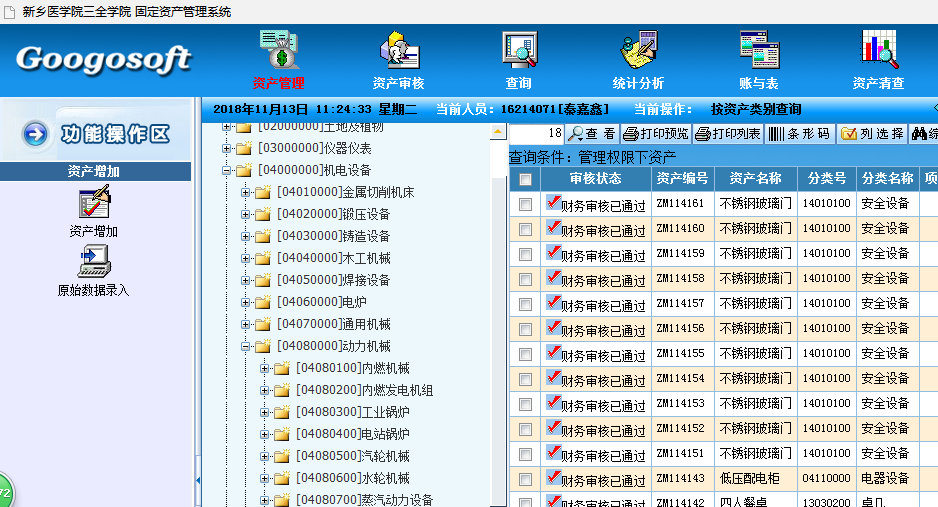 新乡医学院三全学院 固定资产管理系统
Googosoft
资产管理 资产审核 查询 统计分析 账与表 资产清查
2018年11月13日 11:24:33 星期二 当前人员：16214071[秦嘉鑫] 当前操作： 按资产类别查询
功能操作区
资产增加
资产增加
原始数据录入
72
[02000000]土地及植物
[03000000]仪器仪表
[04000000]机电设备
[04010000]金属切削机床
[04020000]锻压设备
[04030000]铸造设备
[04040000]木工机械
[04050000]焊接设备
[04060000]电炉
[04070000]通用机械
[04080000]动力机械
[04080100]内燃机械
[04080200]内燃发电机组
[04080300]工业锅炉
[04080400]电站锅炉
[04080500]汽轮机械
[04080600]水轮机械
[04080700]蒸汽动力设备
18 查 看 打印预览 打印列表 条 形 码 列 选 择 综
查询条件：管理权限下资产
审核状态 资产编号 资产名称 分类号 分类名称 项
财务审核已通过 ZM114161 不锈钢玻璃门 14010100 安全设备
财务审核已通过 ZM114160 不锈钢玻璃门 14010100 安全设备
财务审核已通过 ZM114159 不锈钢玻璃门 14010100 安全设备
财务审核已通过 ZM114158 不锈钢玻璃门 14010100 安全设备
财务审核已通过 ZM114157 不锈钢玻璃门 14010100 安全设备
财务审核已通过 ZM114156 不锈钢玻璃门 14010100 安全设备
财务审核已通过 ZM114155 不锈钢玻璃门 14010100 安全设备
财务审核已通过 ZM114154 不锈钢玻璃门 14010100 安全设备
财务审核已通过 ZM114153 不锈钢玻璃门 14010100 安全设备
财务审核已通过 ZM114152 不锈钢玻璃门 14010100 安全设备
财务审核已通过 ZM114151 不锈钢玻璃门 14010100 安全设备
财务审核已通过 ZM114143 低压配电柜 04110000 电器设备
财务审核已通过 ZM114142 四人餐桌 13030200 桌几